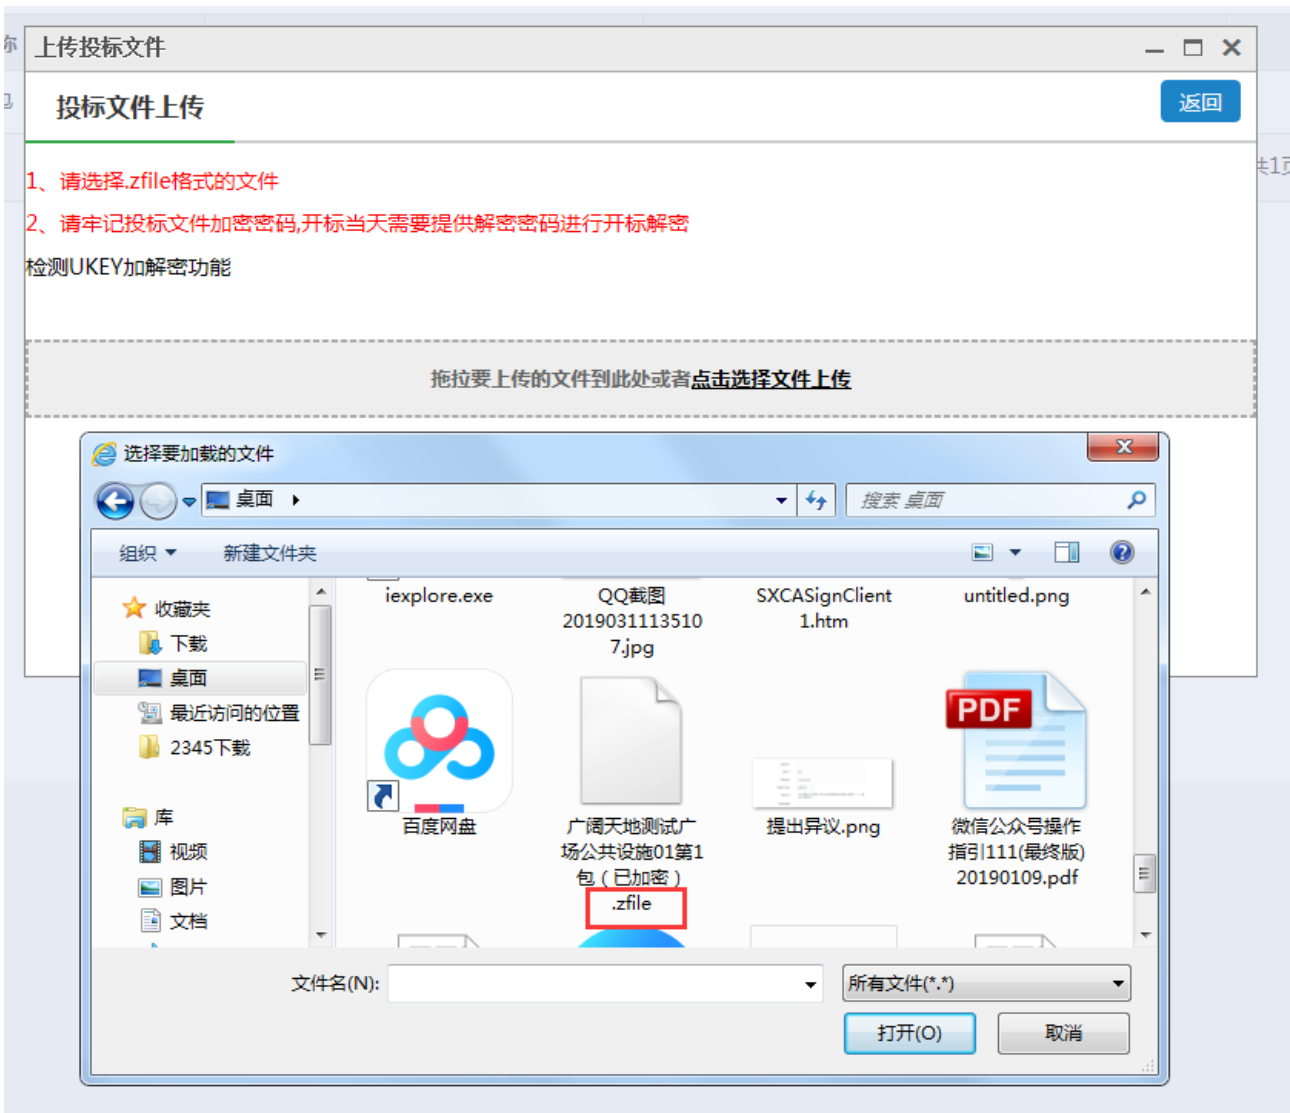 上传投标文件
投标文件上传
返回
共1页
1、请选择.zfile格式的文件
2、请牢记投标文件加密密码,开标当天需要提供解密密码进行开标解密
检测UKEY加解密功能
拖拉要上传的文件到此处或者点击选择文件上传
选择要加载的文件
桌面
搜索 桌面
组织
新建文件夹
收藏夹
下载
桌面
最近访问的位置
2345下载
库
视频
图片
文档
iexplore.exe
QQ截图
2019031113510
7.jpg
SXCASignClient
1.htm
untitled.png
百度网盘
广阔天地测试广
场公共设施01第1
包（已加密）
.zfile
提出异议.png
PDF
微信公众号操作
指引111(最终版)
20190109.pdf
文件名(N):
所有文件(*.*)
打开(O)
取消